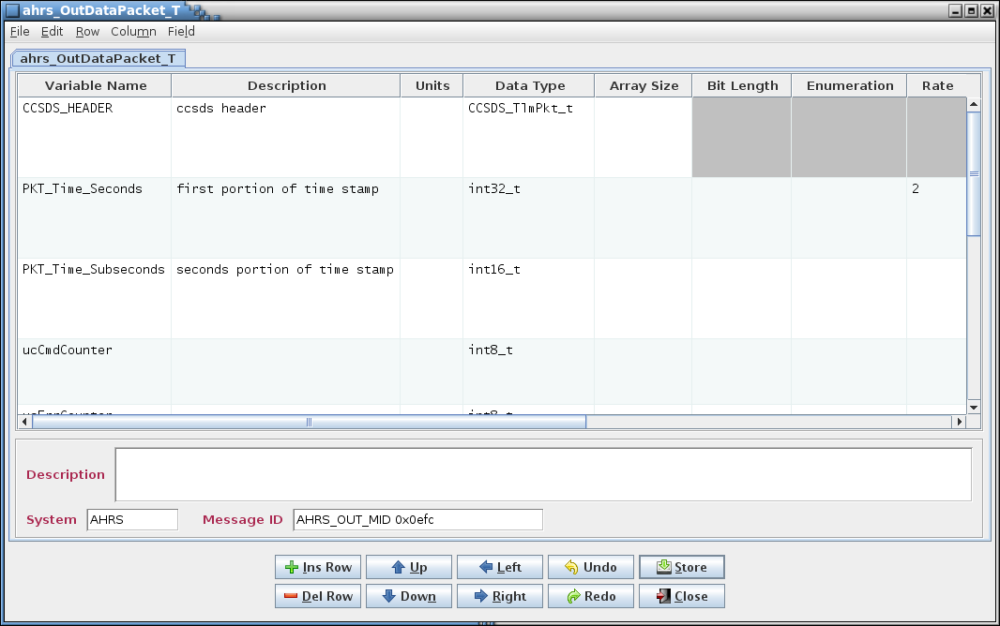 ahrs_OutDataPacket_T
File Edit Row Column Field
ahrs_OutDataPacket_T
Variable Name Description Units Data Type Array Size Bit Length Enumeration Rate
CCSDS_HEADER ccsds header CCSDS_TlmPkt_t
PKT_Time_Seconds first portion of time stamp int32_t 2
PKT_Time_Subseconds seconds portion of time stamp int16_t
ucCmdCounter int8_t
Description
System AHRS Message ID AHRS_OUT_MID 0x0efc
Ins Row Up Left Undo Store
Del Row Down Right Redo Close